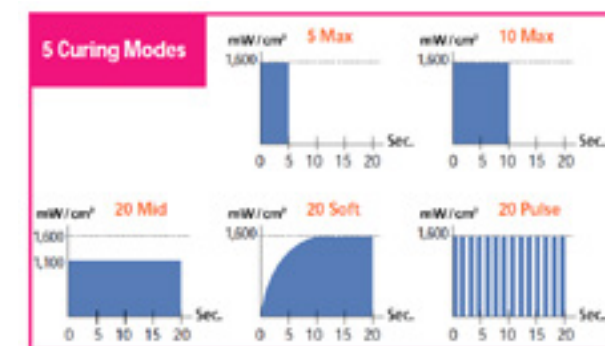 5 Curing Modes
mW/cm² 5 Max
1,600
Sec.
0 5 10 15 20
mW/cm² 10 Max
1,600
Sec.
0 5 10 15 20
mW/cm² 20 Mid
1,600
1,100
Sec.
0 5 10 15 20
mW/cm² 20 Soft
1,600
Sec.
0 5 10 15 20
mW/cm² 20 Pulse
1,600
Sec.
0 5 10 15 20